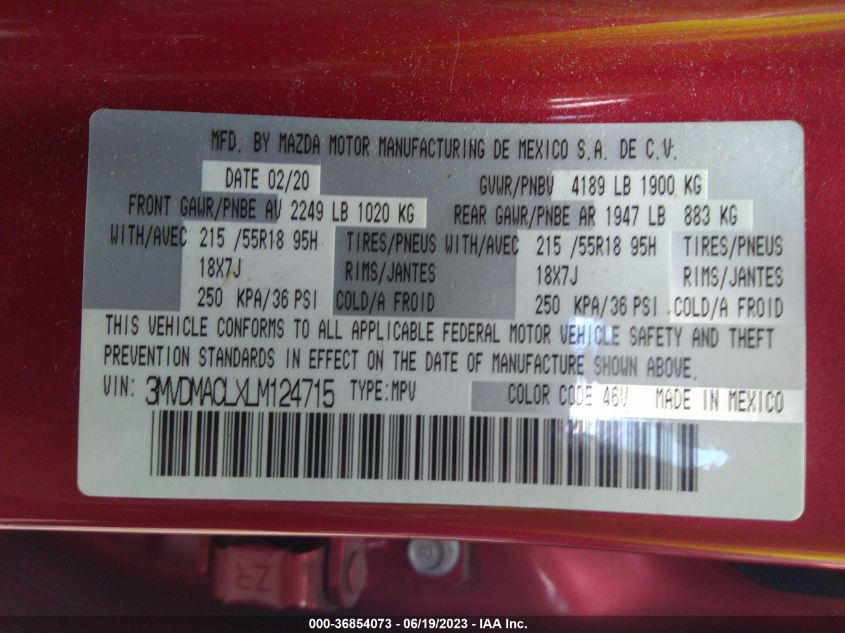 MFD. BY MAZDA MOTOR MANUFACTURING DE MEXICO S.A. DE C.V.
DATE 02/20 GVWR/PNBV 4189 LB 1900 KG
FRONT GAWR/PNBE AV 2249 LB 1020 KG REAR GAWR/PNBE AR 1947 LB 883 KG
WITH/AVEC 215 /55R18 95H TIRES/PNEUS WITH/AVEC 215 /55R18 95H TIRES/PNEUS
18X7J RIMS/JANTES 18X7J RIMS/JANTES
250 KPA/36 PSI COLD/A FROID 250 KPA/36 PSI COLD/A FROID
THIS VEHICLE CONFORMS TO ALL APPLICABLE FEDERAL MOTOR VEHICLE SAFETY AND THEFT
PREVENTION STANDARDS IN EFFECT ON THE DATE OF MANUFACTURE SHOWN ABOVE.
VIN: 3MVDMACLXLM124715 TYPE:MPV COLOR CODE 46V MADE IN MEXICO
ZR
8
000-36854073 - 06/19/2023 - IAA Inc.